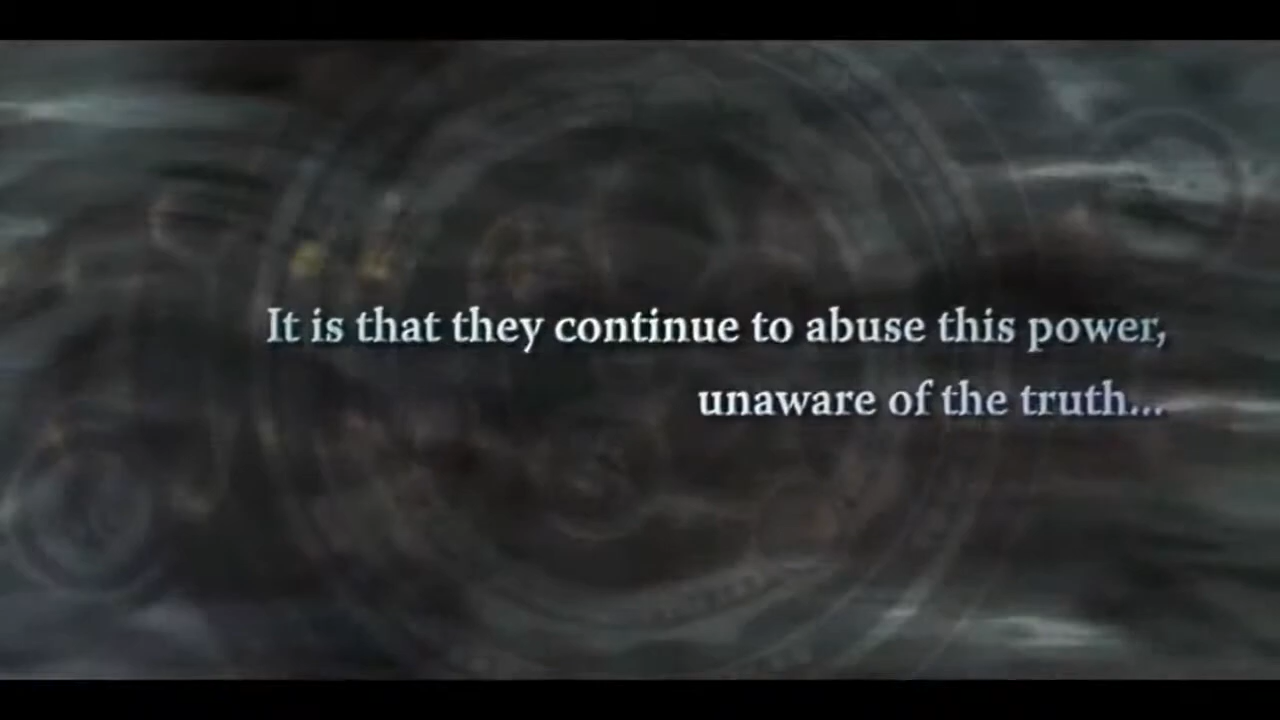 It is that they continue to abuse this power,
unaware of the truth...